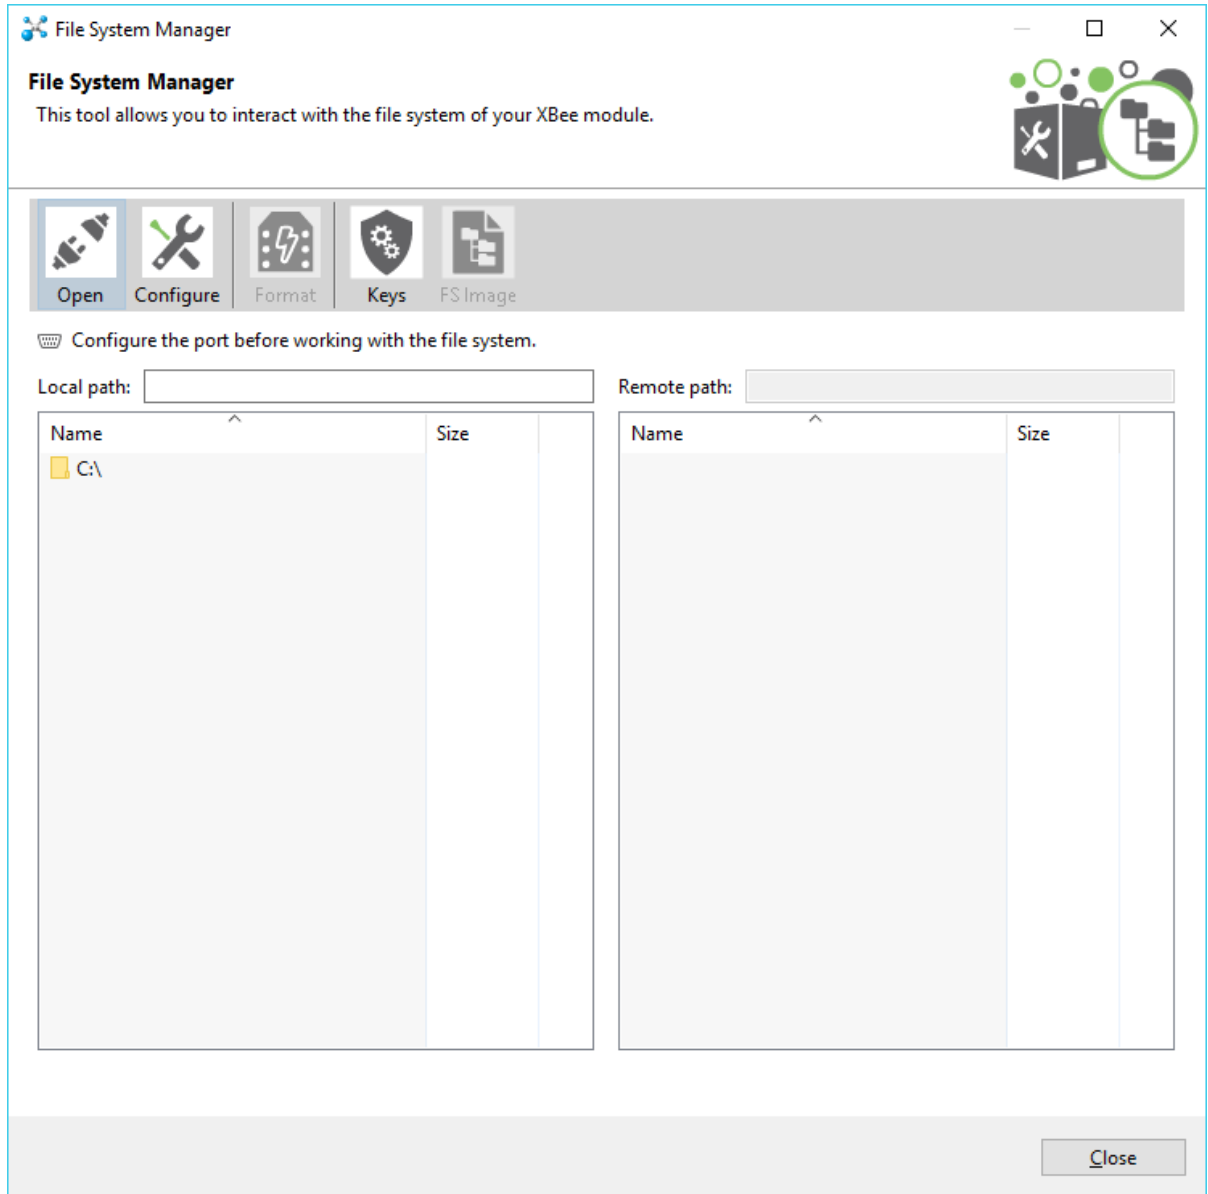 File System Manager
File System Manager
This tool allows you to interact with the file system of your XBee module.
Open Configure Format Keys FS Image
Configure the port before working with the file system.
Local path: Remote path:
Name Size Name Size
C:\
Close